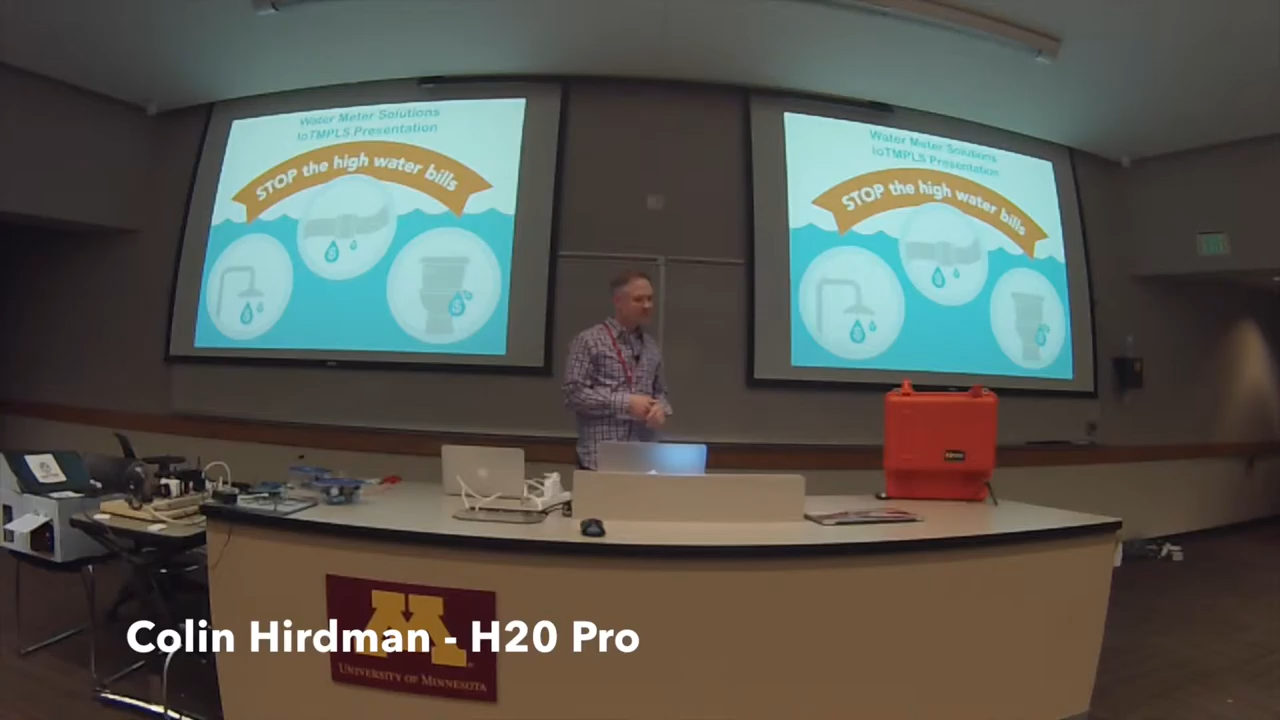 Water Meter Solutions
IoTMPLS Presentation
STOP the high water bills
Water Meter Solutions
IoTMPLS Presentation
STOP the high water bills
Colin Hirdman - H20 Pro
M
UNIVERSITY OF MINNESOTA